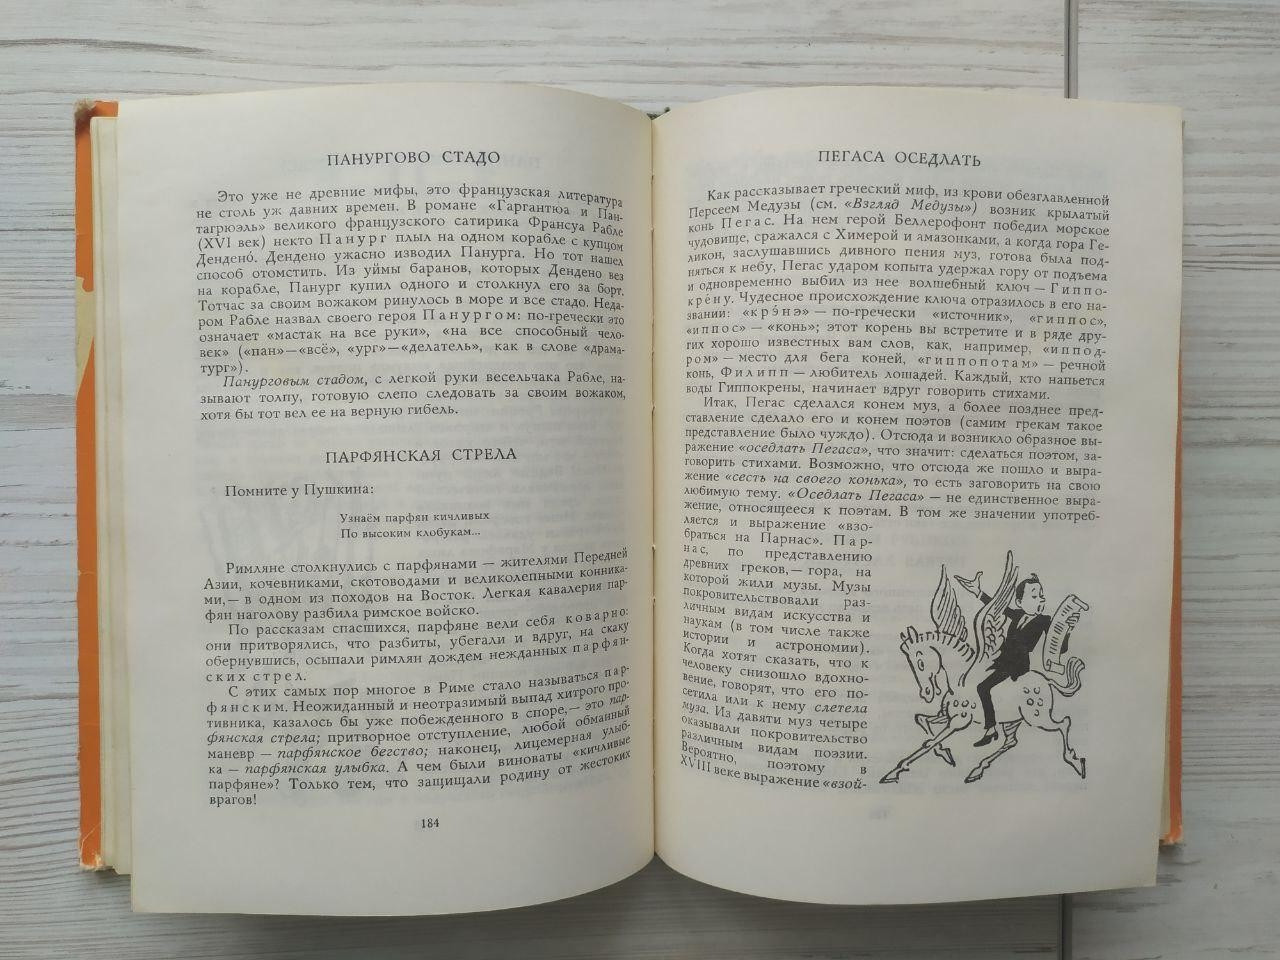 ПАНУРГОВО СТАДО
Это уже не древние мифы, это французская литература
не столь уж давних времен. В романе «Гаргантюа и Пан-
тагрюэль» великого французского сатирика Франсуа Рабле
(XVI век) некто Панург плыл на одном корабле с купцом
Денденó. Дендено ужасно изводил Панурга. Но тот нашел
способ отомстить. Из уймы баранов, которых Дендено вез
на корабле, Панург купил одного и столкнул его за борт.
Тотчас за своим вожаком ринулось в море и все стадо. Неда-
ром Рабле назвал своего героя Панургом: по-гречески это
означает «мастак на все руки», «на все способный чело-
век» («пан»—«всё», «ург»—«делатель», как в слове «драма-
тург»).
Панурговым стадом, с легкой руки весельчака Рабле, на-
зывают толпу, готовую слепо следовать за своим вожаком,
хотя бы тот вел ее на верную гибель.
ПАРФЯНСКАЯ СТРЕЛА
Помните у Пушкина:
Узнаём парфян кичливых
По высоким клобукам...
Римляне столкнулись с парфянами — жителями Передней
Азии, кочевниками, скотоводами и великолепными конника-
ми,— в одном из походов на Восток. Легкая кавалерия пар-
фян наголову разбила римское войско.
По рассказам спасшихся, парфяне вели себя коварно:
они притворялись, что разбиты, убегали и вдруг, на скаку
обернувшись, осыпали римлян дождем нежданных парфян-
ских стрел.
С этих самых пор многое в Риме стало называться пар-
фянским. Неожиданный и неотразимый выпад хитрого про-
тивника, казалось бы уже побежденного в споре,— это пар-
фянская стрела; притворное отступление, любой обманный
маневр — парфянское бегство; наконец, лицемерная улыб-
ка — парфянская улыбка. А чем были виноваты «кичливые
парфяне»? Только тем, что защищали родину от жестоких
врагов!
184
ПЕГАСА ОСЕДЛАТЬ
Как рассказывает греческий миф, из крови обезглавленной
Персеем Медузы (см. «Взгляд Медузы») возник крылатый
конь Пегас. На нем герой Беллерофонт победил морское
чудовище, сражался с Химерой и амазонками, а когда гора Ге-
ликон, заслушавшись дивного пения муз, готова была под-
няться к небу, Пегас ударом копыта удержал гору от подъема
и одновременно выбил из нее волшебный ключ — Гиппо-
крéну. Чудесное происхождение ключа отразилось в его на-
звании: «крэ́нэ» — по-гречески «источник», «гиппос»,
«иппос» — «конь»; этот корень вы встретите и в ряде дру-
гих хорошо известных вам слов, как, например, «ипподр-
ром» — место для бега коней, «гиппопотам» — речной
конь, Филипп — любитель лошадей. Каждый, кто напьется
воды Гиппокрены, начинает вдруг говорить стихами.
Итак, Пегас сделался конем муз, а более позднее пред-
ставление сделало его и конем поэтов (самим грекам такое
представление было чуждо). Отсюда и возникло образное вы-
ражение «оседлать Пегаса», что значит: сделаться поэтом, за-
говорить стихами. Возможно, что отсюда же пошло и выра-
жение «сесть на своего конька», то есть заговорить на свою
любимую тему. «Оседлать Пегаса» — не единственное выра-
жение, относящееся к поэтам. В том же значении употреб-
ляется и выражение «взо-
браться на Парнас». Пар-
нас, по представлению
древних греков,— гора, на
которой жили музы. Музы
покровительствовали раз-
личным видам искусства и
наукам (в том числе также
истории и астрономии).
Когда хотят сказать, что к
человеку снизошло вдохно-
вение, говорят, что его по-
сетила или к нему слетела
муза. Из давяти муз четыре
оказывали покровительство
различным видам поэзии.
Вероятно, поэтому в
XVIII веке выражение «взой-